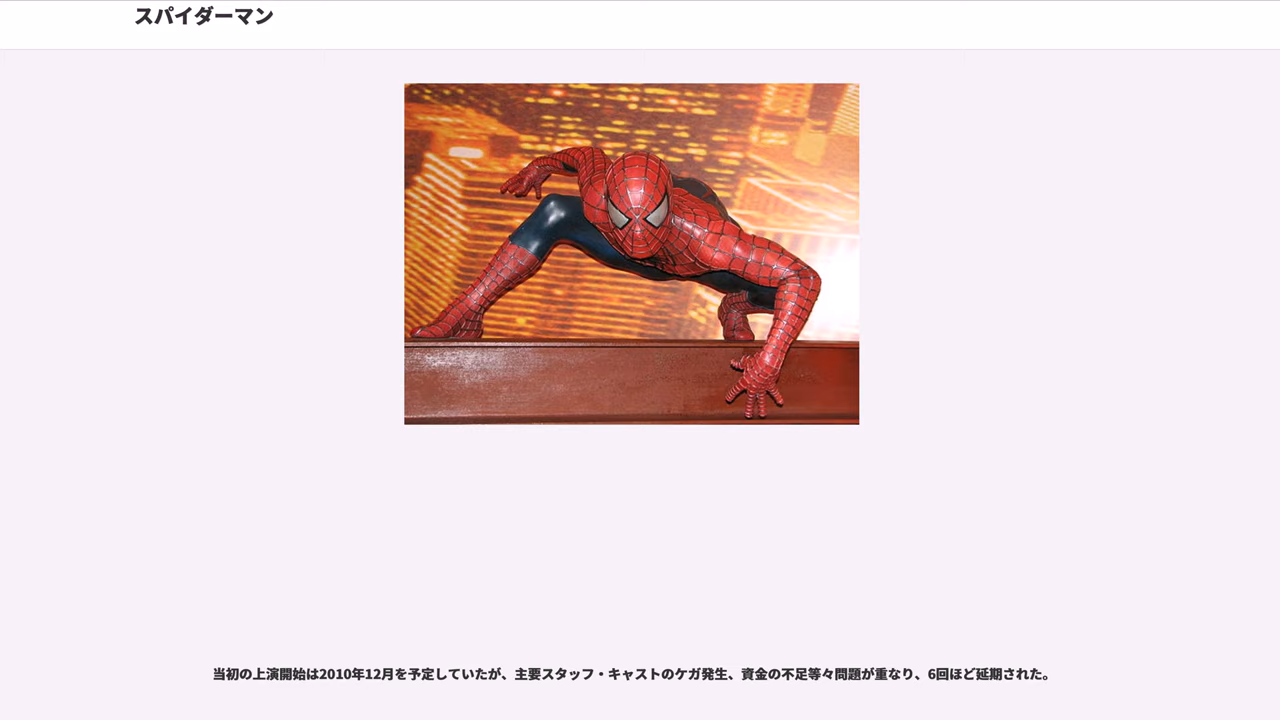 スパイダーマン
当初の上演開始は2010年12月を予定していたが、主要スタッフ・キャストのケガ発生、資金の不足等々問題が重なり、6回ほど延期された。